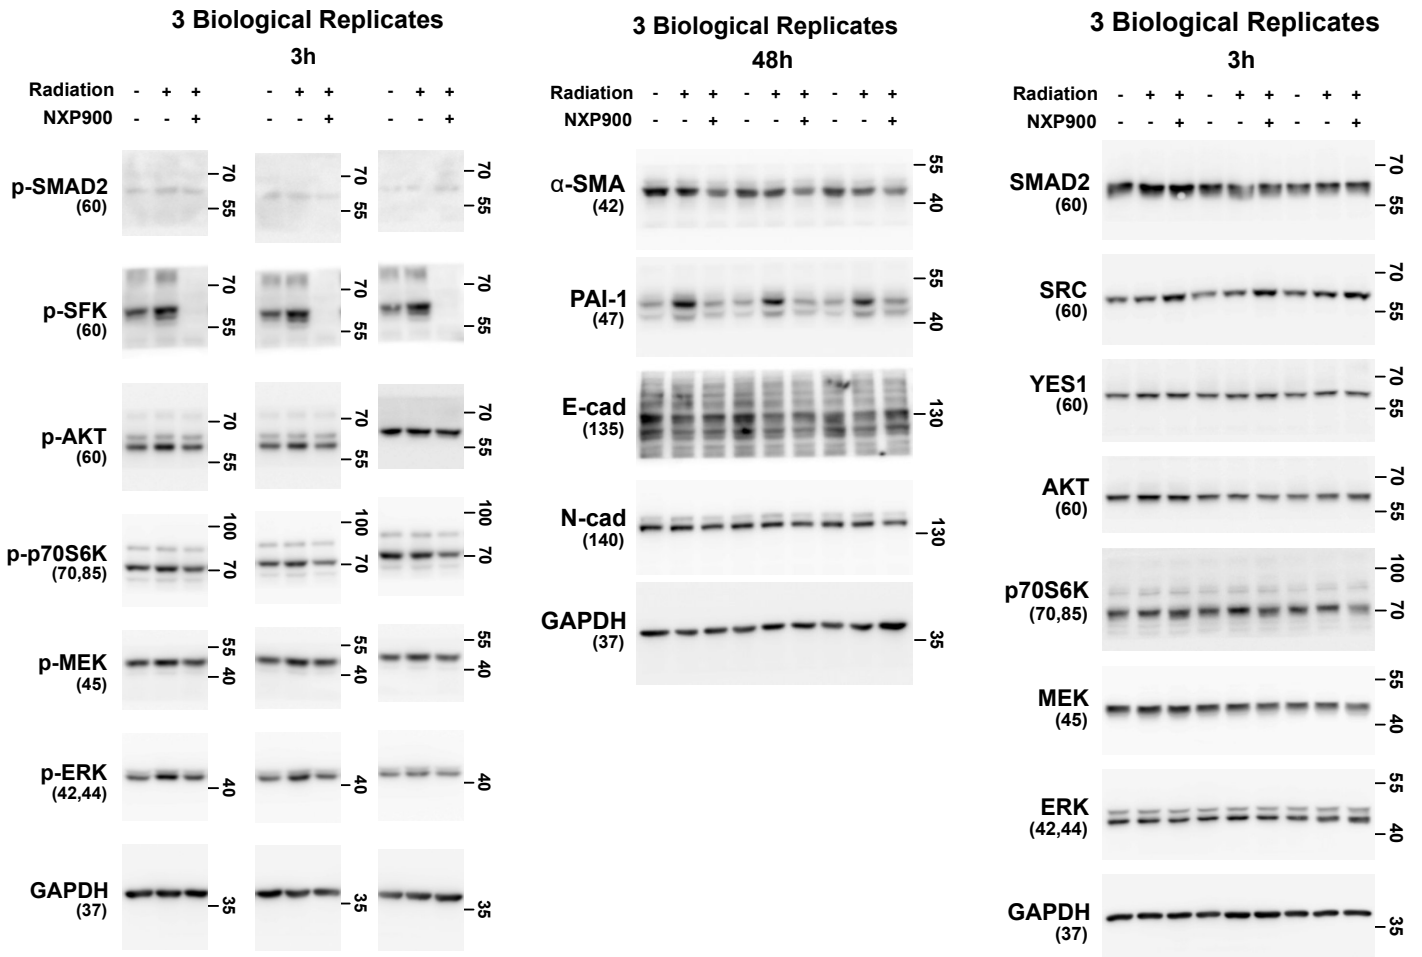 3 Biological Replicates
3h
Radiation - + + - + + - + +
NXP900 - - + - - + - - +
p-SMAD2
(60)
70
55
70
55
70
55
p-SFK
(60)
70
55
70
55
70
55
p-AKT
(60)
70
55
70
55
70
55
p-p70S6K
(70,85)
100
70
100
70
100
70
p-MEK
(45)
55
40
55
40
55
40
p-ERK
(42,44)
40
40
40
GAPDH
(37)
35
35
35
3 Biological Replicates
48h
Radiation - + + - + + - + +
NXP900 - - + - - + - - +
α-SMA
(42)
55
40
PAI-1
(47)
55
40
E-cad
(135)
130
N-cad
(140)
130
GAPDH
(37)
35
3 Biological Replicates
3h
Radiation - + + - + + - + +
NXP900 - - + - - + - - +
SMAD2
(60)
70
55
SRC
(60)
70
55
YES1
(60)
70
55
AKT
(60)
70
55
p70S6K
(70,85)
100
70
MEK
(45)
55
40
ERK
(42,44)
55
40
GAPDH
(37)
35